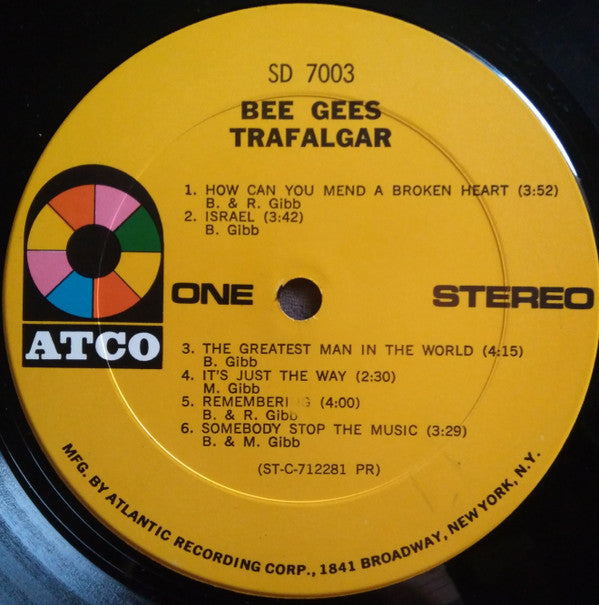 SD 7003
BEE GEES
TRAFALGAR
1. HOW CAN YOU MEND A BROKEN HEART (3:52)
B. & R. Gibb
2. ISRAEL (3:42)
B. Gibb
ONE
STEREO
ATCO
3. THE GREATEST MAN IN THE WORLD (4:15)
B. Gibb
4. IT'S JUST THE WAY (2:30)
M. Gibb
5. REMEMBERING (4:00)
B. & R. Gibb
6. SOMEBODY STOP THE MUSIC (3:29)
B. & M. Gibb
(ST-C-712281 PR)
MFG. BY ATLANTIC RECORDING CORP., 1841 BROADWAY, NEW YORK, N.Y.